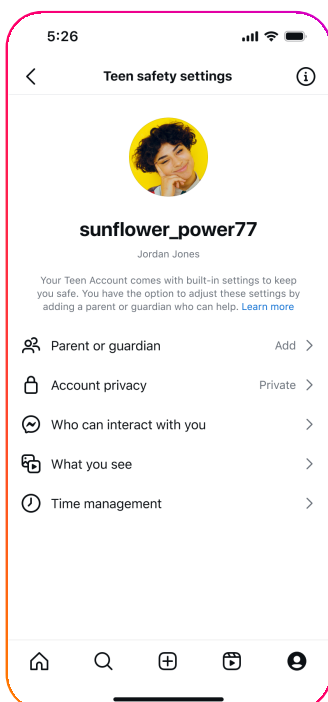 5:26
Teen safety settings
sunflower_power77
Jordan Jones
Your Teen Account comes with built-in settings to keep
you safe. You have the option to adjust these settings by
adding a parent or guardian who can help. Learn more
Parent or guardian Add
Account privacy Private
Who can interact with you
What you see
Time management